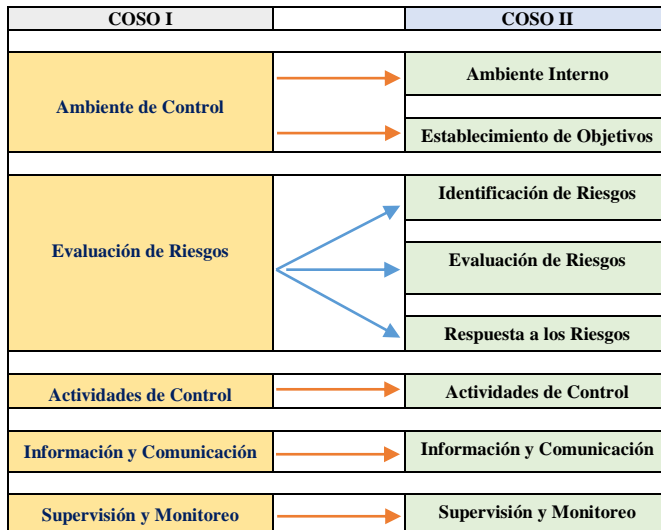 COSO I COSO II
Ambiente de Control
Ambiente Interno
Establecimiento de Objetivos
Evaluación de Riesgos
Identificación de Riesgos
Evaluación de Riesgos
Respuesta a los Riesgos
Actividades de Control Actividades de Control
Información y Comunicación Información y Comunicación
Supervisión y Monitoreo Supervisión y Monitoreo